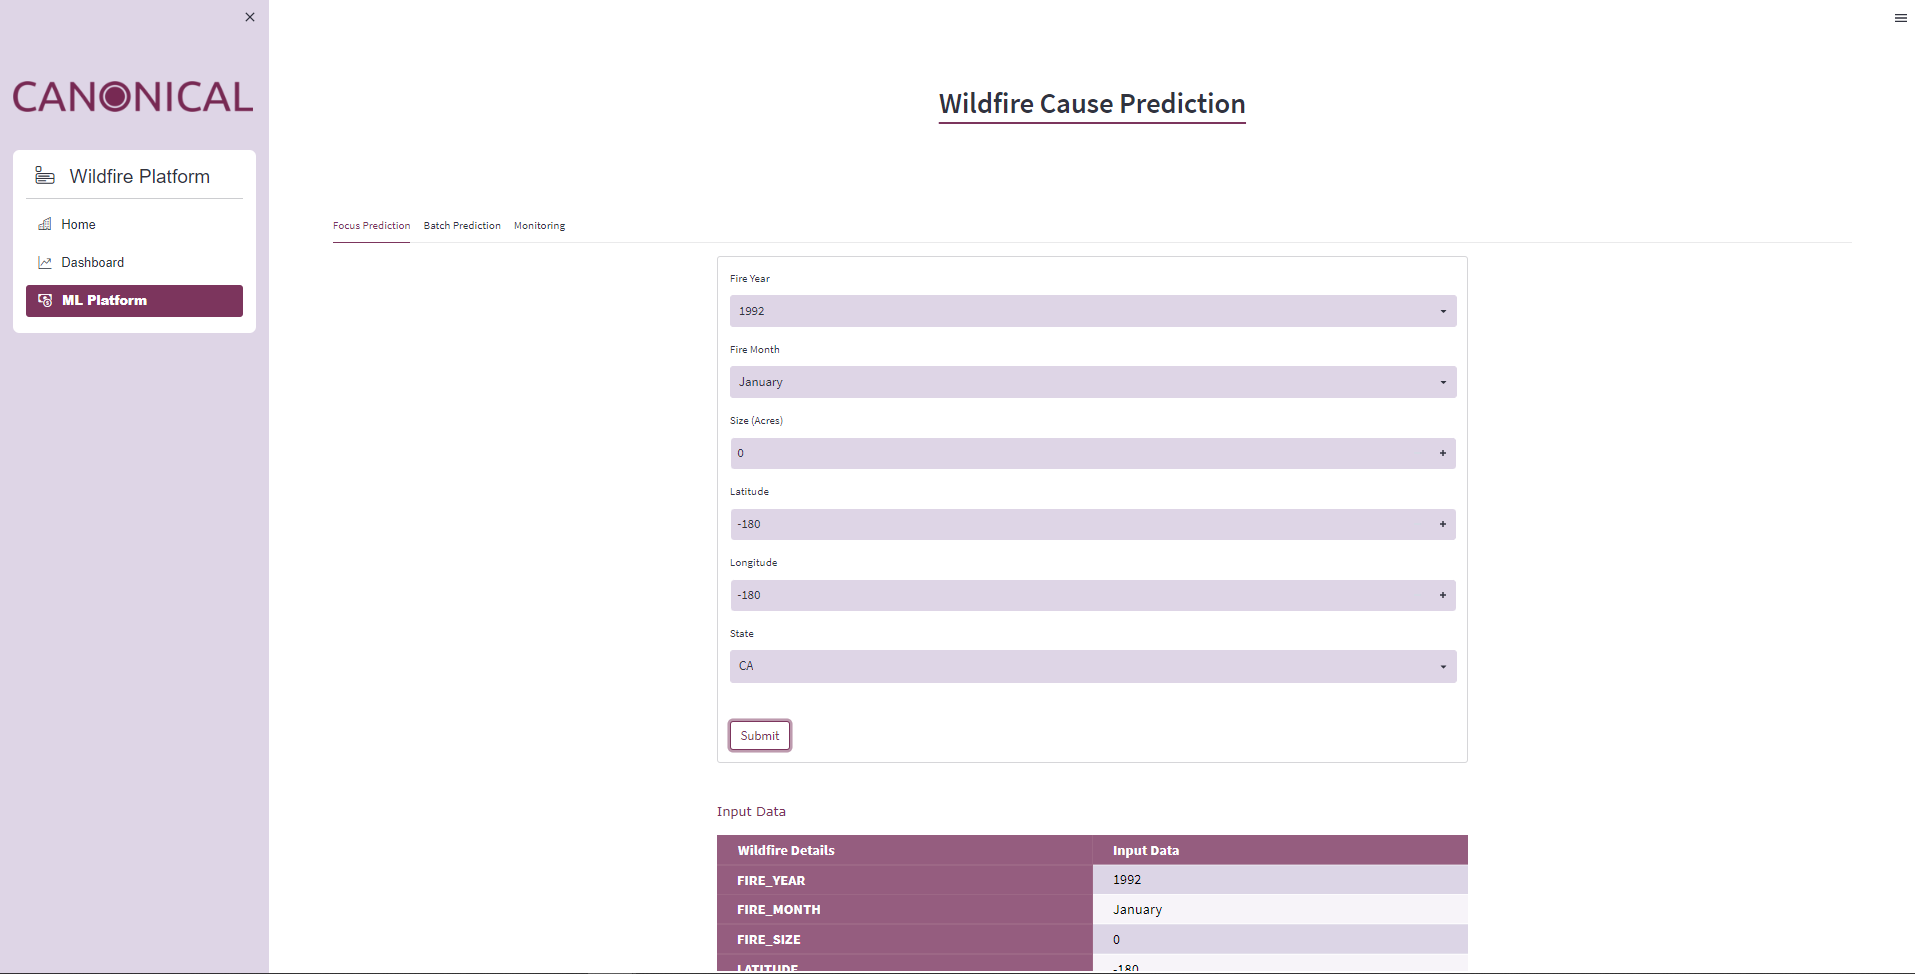 CANONICAL
Wildfire Platform
Home
Dashboard
ML Platform
Wildfire Cause Prediction
Focus Prediction Batch Prediction Monitoring
Fire Year
1992
Fire Month
January
Size (Acres)
0
Latitude
-180
Longitude
-180
State
CA
Submit
Input Data
Wildfire Details Input Data
FIRE_YEAR 1992
FIRE_MONTH January
FIRE_SIZE 0
LATITUDE -180